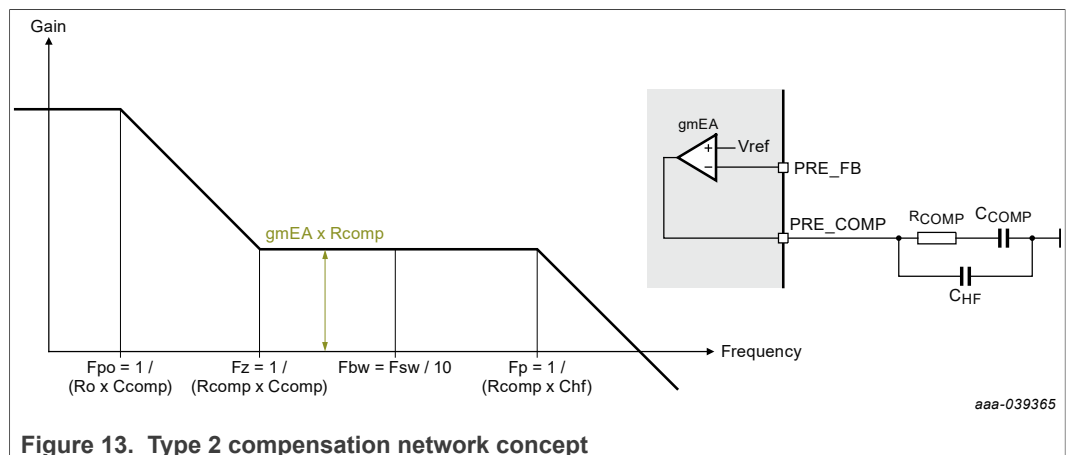 Gain
gmEA
+
Vref
−
PRE_FB
PRE_COMP
RCOMP
CCOMP
CHF
gmEA x Rcomp
Frequency
Fpo = 1 /
(Ro x Ccomp)
Fz = 1 /
(Rcomp x Ccomp)
Fbw = Fsw / 10
Fp = 1 /
(Rcomp x Chf)
aaa-039365
Figure 13. Type 2 compensation network concept